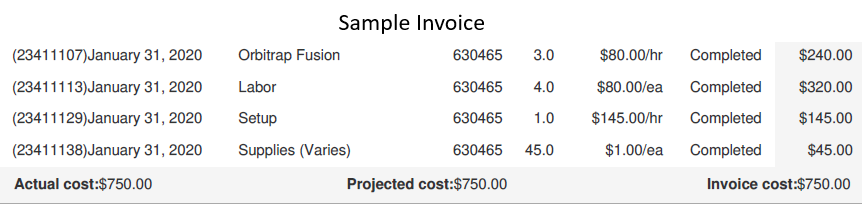 Sample Invoice
(23411107)January 31, 2020 Orbitrap Fusion 630465 3.0 $80.00/hr Completed $240.00
(23411113)January 31, 2020 Labor 630465 4.0 $80.00/ea Completed $320.00
(23411129)January 31, 2020 Setup 630465 1.0 $145.00/hr Completed $145.00
(23411138)January 31, 2020 Supplies (Varies) 630465 45.0 $1.00/ea Completed $45.00
Actual cost:$750.00 Projected cost:$750.00 Invoice cost:$750.00